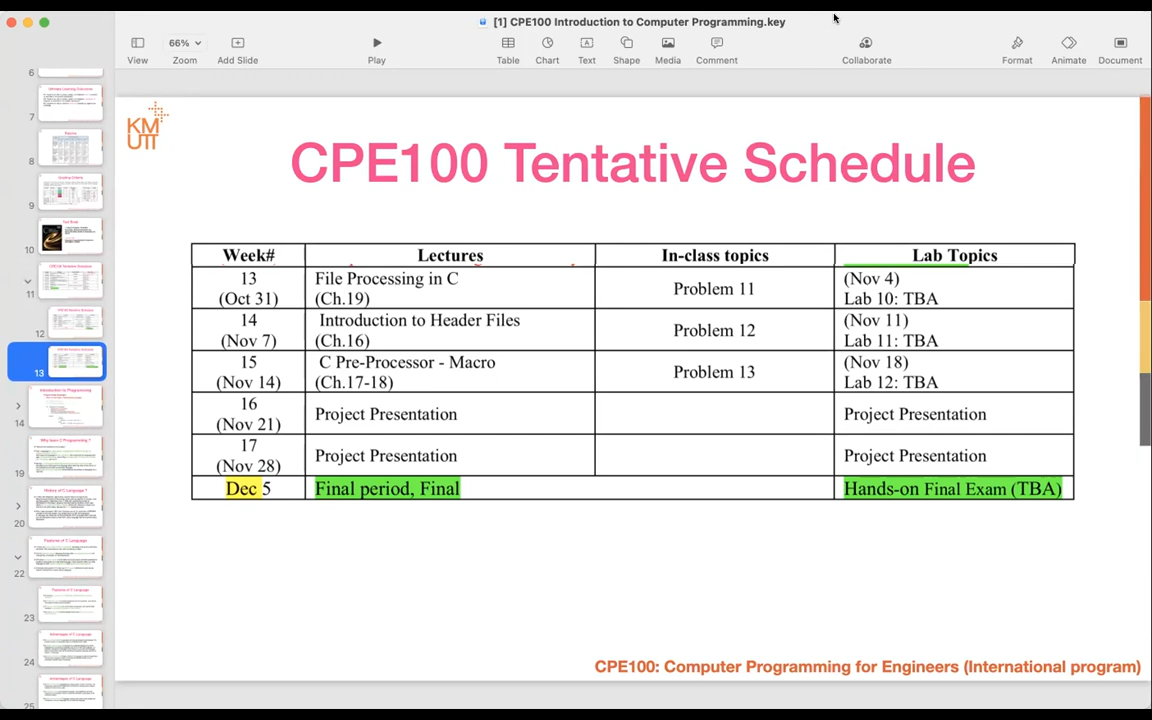 [1] CPE100 Introduction to Computer Programming.key
66%
View
Zoom
Add Slide
Play
Table
Chart
Text
Shape
Media
Comment
Collaborate
Format
Animate
Document
6
7
8
9
10
11
12
13
14
19
20
22
23
24
25
KM
UTT
CPE100 Tentative Schedule
Week# Lectures In-class topics Lab Topics
13 File Processing in C Problem 11 (Nov 4)
(Oct 31) (Ch.19) Lab 10: TBA
14 Introduction to Header Files Problem 12 (Nov 11)
(Nov 7) (Ch.16) Lab 11: TBA
15 C Pre-Processor - Macro Problem 13 (Nov 18)
(Nov 14) (Ch.17-18) Lab 12: TBA
16 Project Presentation Project Presentation
(Nov 21)
17 Project Presentation Project Presentation
(Nov 28)
Dec 5 Final period, Final Hands-on Final Exam (TBA)
CPE100: Computer Programming for Engineers (International program)